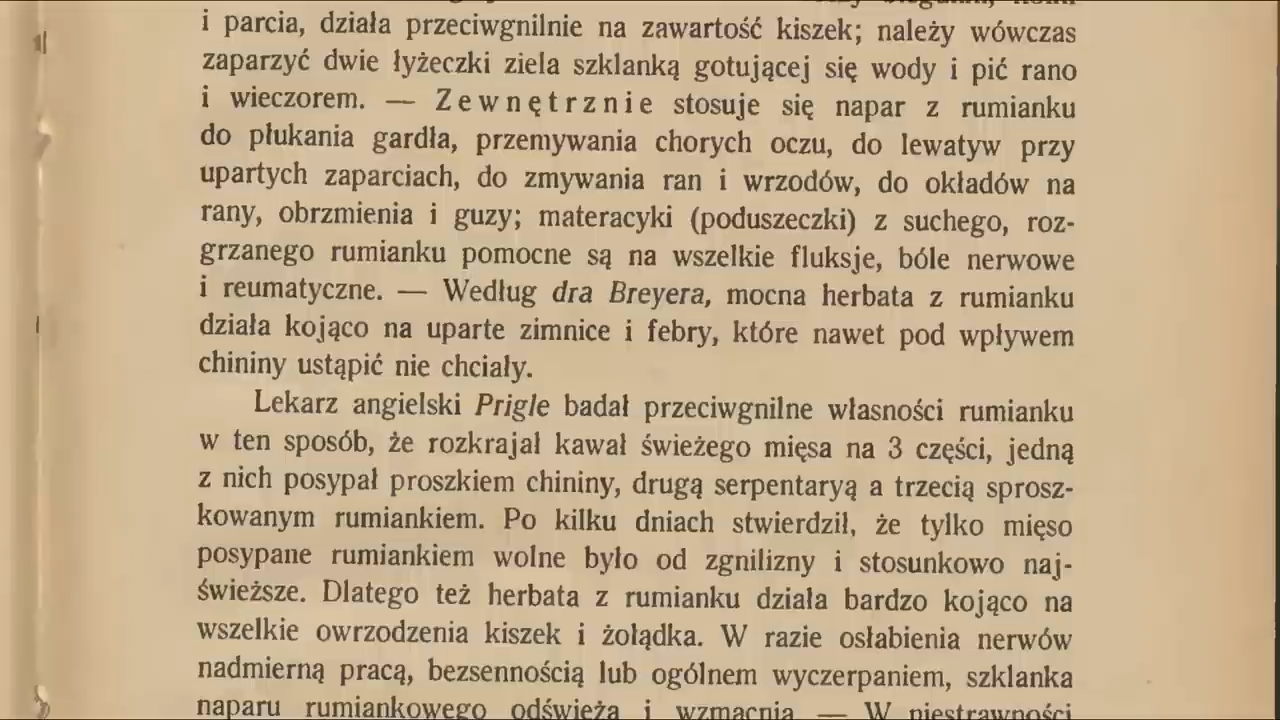 i parcia, działa przeciwgnilnie na zawartość kiszek; należy wówczas
zaparzyć dwie łyżeczki ziela szklanką gotującej się wody i pić rano
i wieczorem. — Zewnętrznie stosuje się napar z rumianku
do płukania gardła, przemywania chorych oczu, do lewatyw przy
upartych zaparciach, do zmywania ran i wrzodów, do okładów na
rany, obrzmienia i guzy; materacyki (poduszeczki) z suchego, roz-
grzanego rumianku pomocne są na wszelkie fluksje, bóle nerwowe
i reumatyczne. — Według dra Breyera, mocna herbata z rumianku
działa kojąco na uparte zimnice i febry, które nawet pod wpływem
chininy ustąpić nie chciały.
Lekarz angielski Prigle badał przeciwgnilne własności rumianku
w ten sposób, że rozkrajał kawał świeżego mięsa na 3 części, jedną
z nich posypał proszkiem chininy, drugą serpentaryą a trzecią sprosz-
kowanym rumiankiem. Po kilku dniach stwierdził, że tylko mięso
posypane rumiankiem wolne było od zgnilizny i stosunkowo naj-
świeższe. Dlatego też herbata z rumianku działa bardzo kojąco na
wszelkie owrzodzenia kiszek i żołądka. W razie osłabienia nerwów
nadmierną pracą, bezsennością lub ogólnem wyczerpaniem, szklanka
naparu rumiankowego odświeża i wzmacnia — W niestrawności